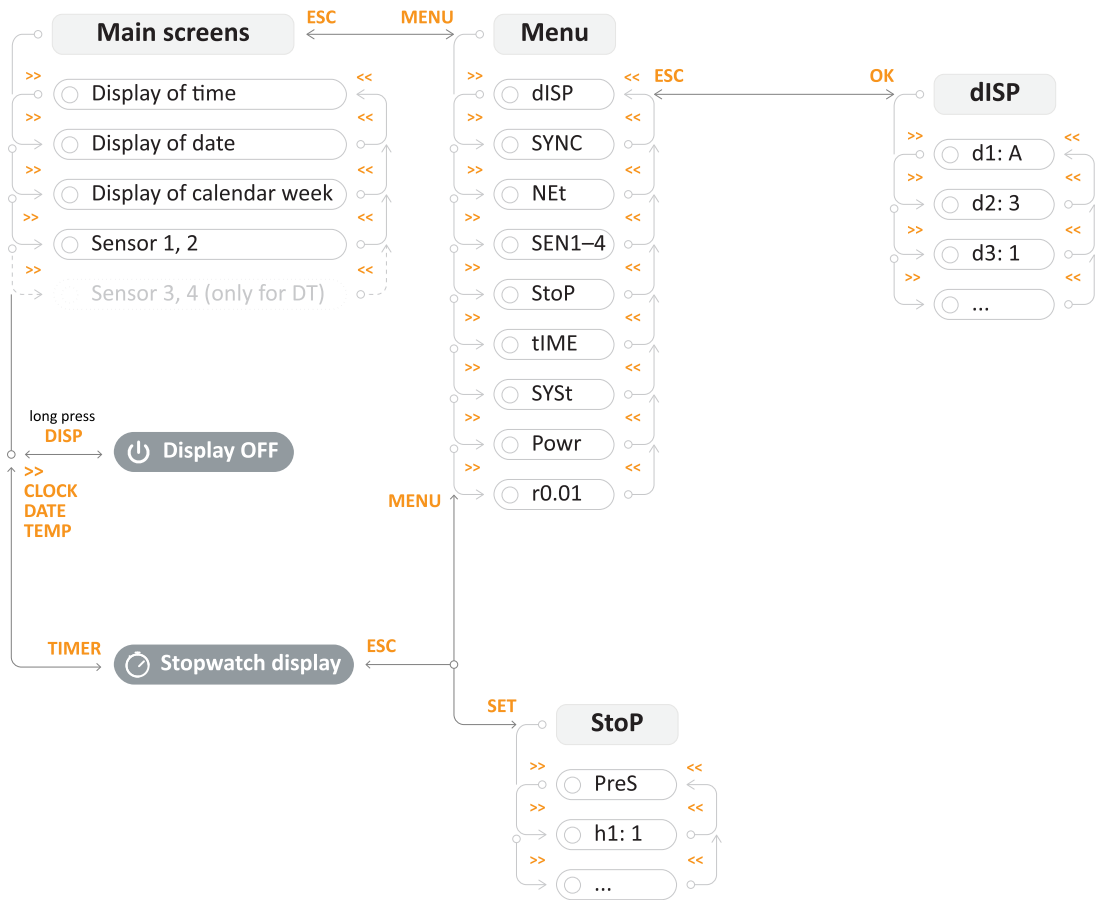 ESC
MENU
Main screens
Menu
>>
<<
Display of time
>>
<<
Display of date
>>
<<
Display of calendar week
>>
<<
Sensor 1, 2
>>
<<
Sensor 3, 4 (only for DT)
>>
<<
dISP
>>
<<
SYNC
>>
<<
NEt
>>
<<
SEN1–4
>>
<<
StoP
>>
<<
tIME
>>
<<
SYSt
>>
<<
Powr
>>
<<
r0.01
ESC
OK
dISP
>>
<<
d1: A
>>
<<
d2: 3
>>
<<
d3: 1
>>
<<
...
long press
DISP
Display OFF
>>
CLOCK
DATE
TEMP
MENU
TIMER
Stopwatch display
ESC
SET
StoP
>>
<<
PreS
>>
<<
h1: 1
>>
<<
...